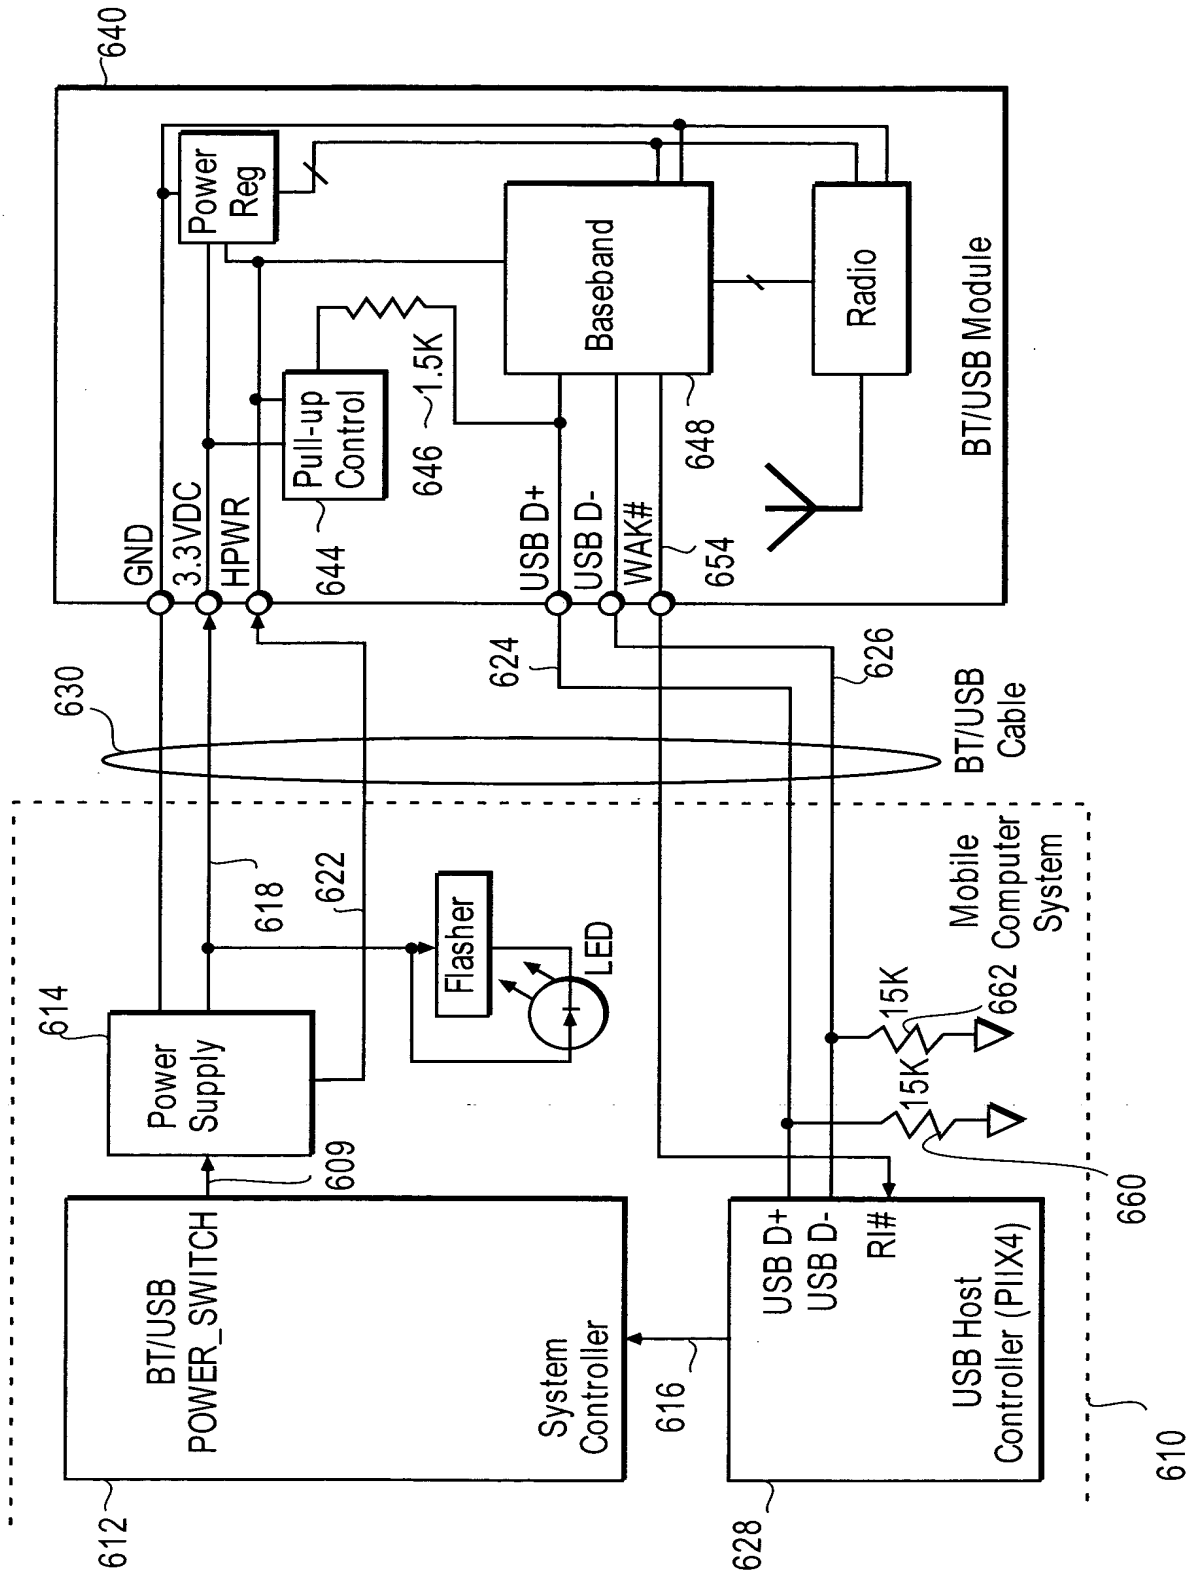 612
BT/USB
POWER_SWITCH
System
Controller
609
614
Power
Supply
618
622
Flasher
LED
616
628
USB D+
USB D-
RI#
USB Host
Controller (PIIX4)
610
660
15K
15K
662
Mobile
Computer
System
630
BT/USB
Cable
624
626
640
GND
3.3VDC
HPWR
644
Pull-up
Control
646
1.5K
Power
Reg
USB D+
USB D-
WAK#
654
648
Baseband
Radio
BT/USB Module